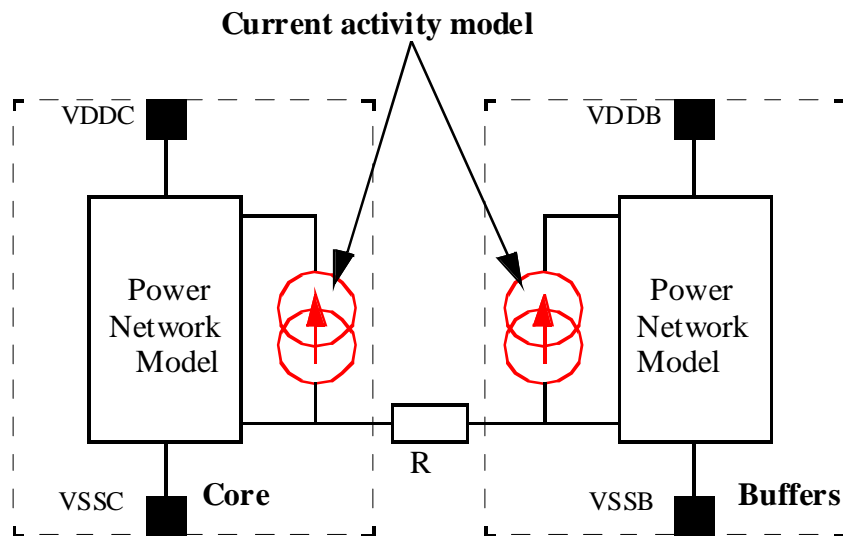 Current activity model
VDDC
VDDB
Power
Network
Model
Power
Network
Model
R
VSSC
Core
VSSB
Buffers